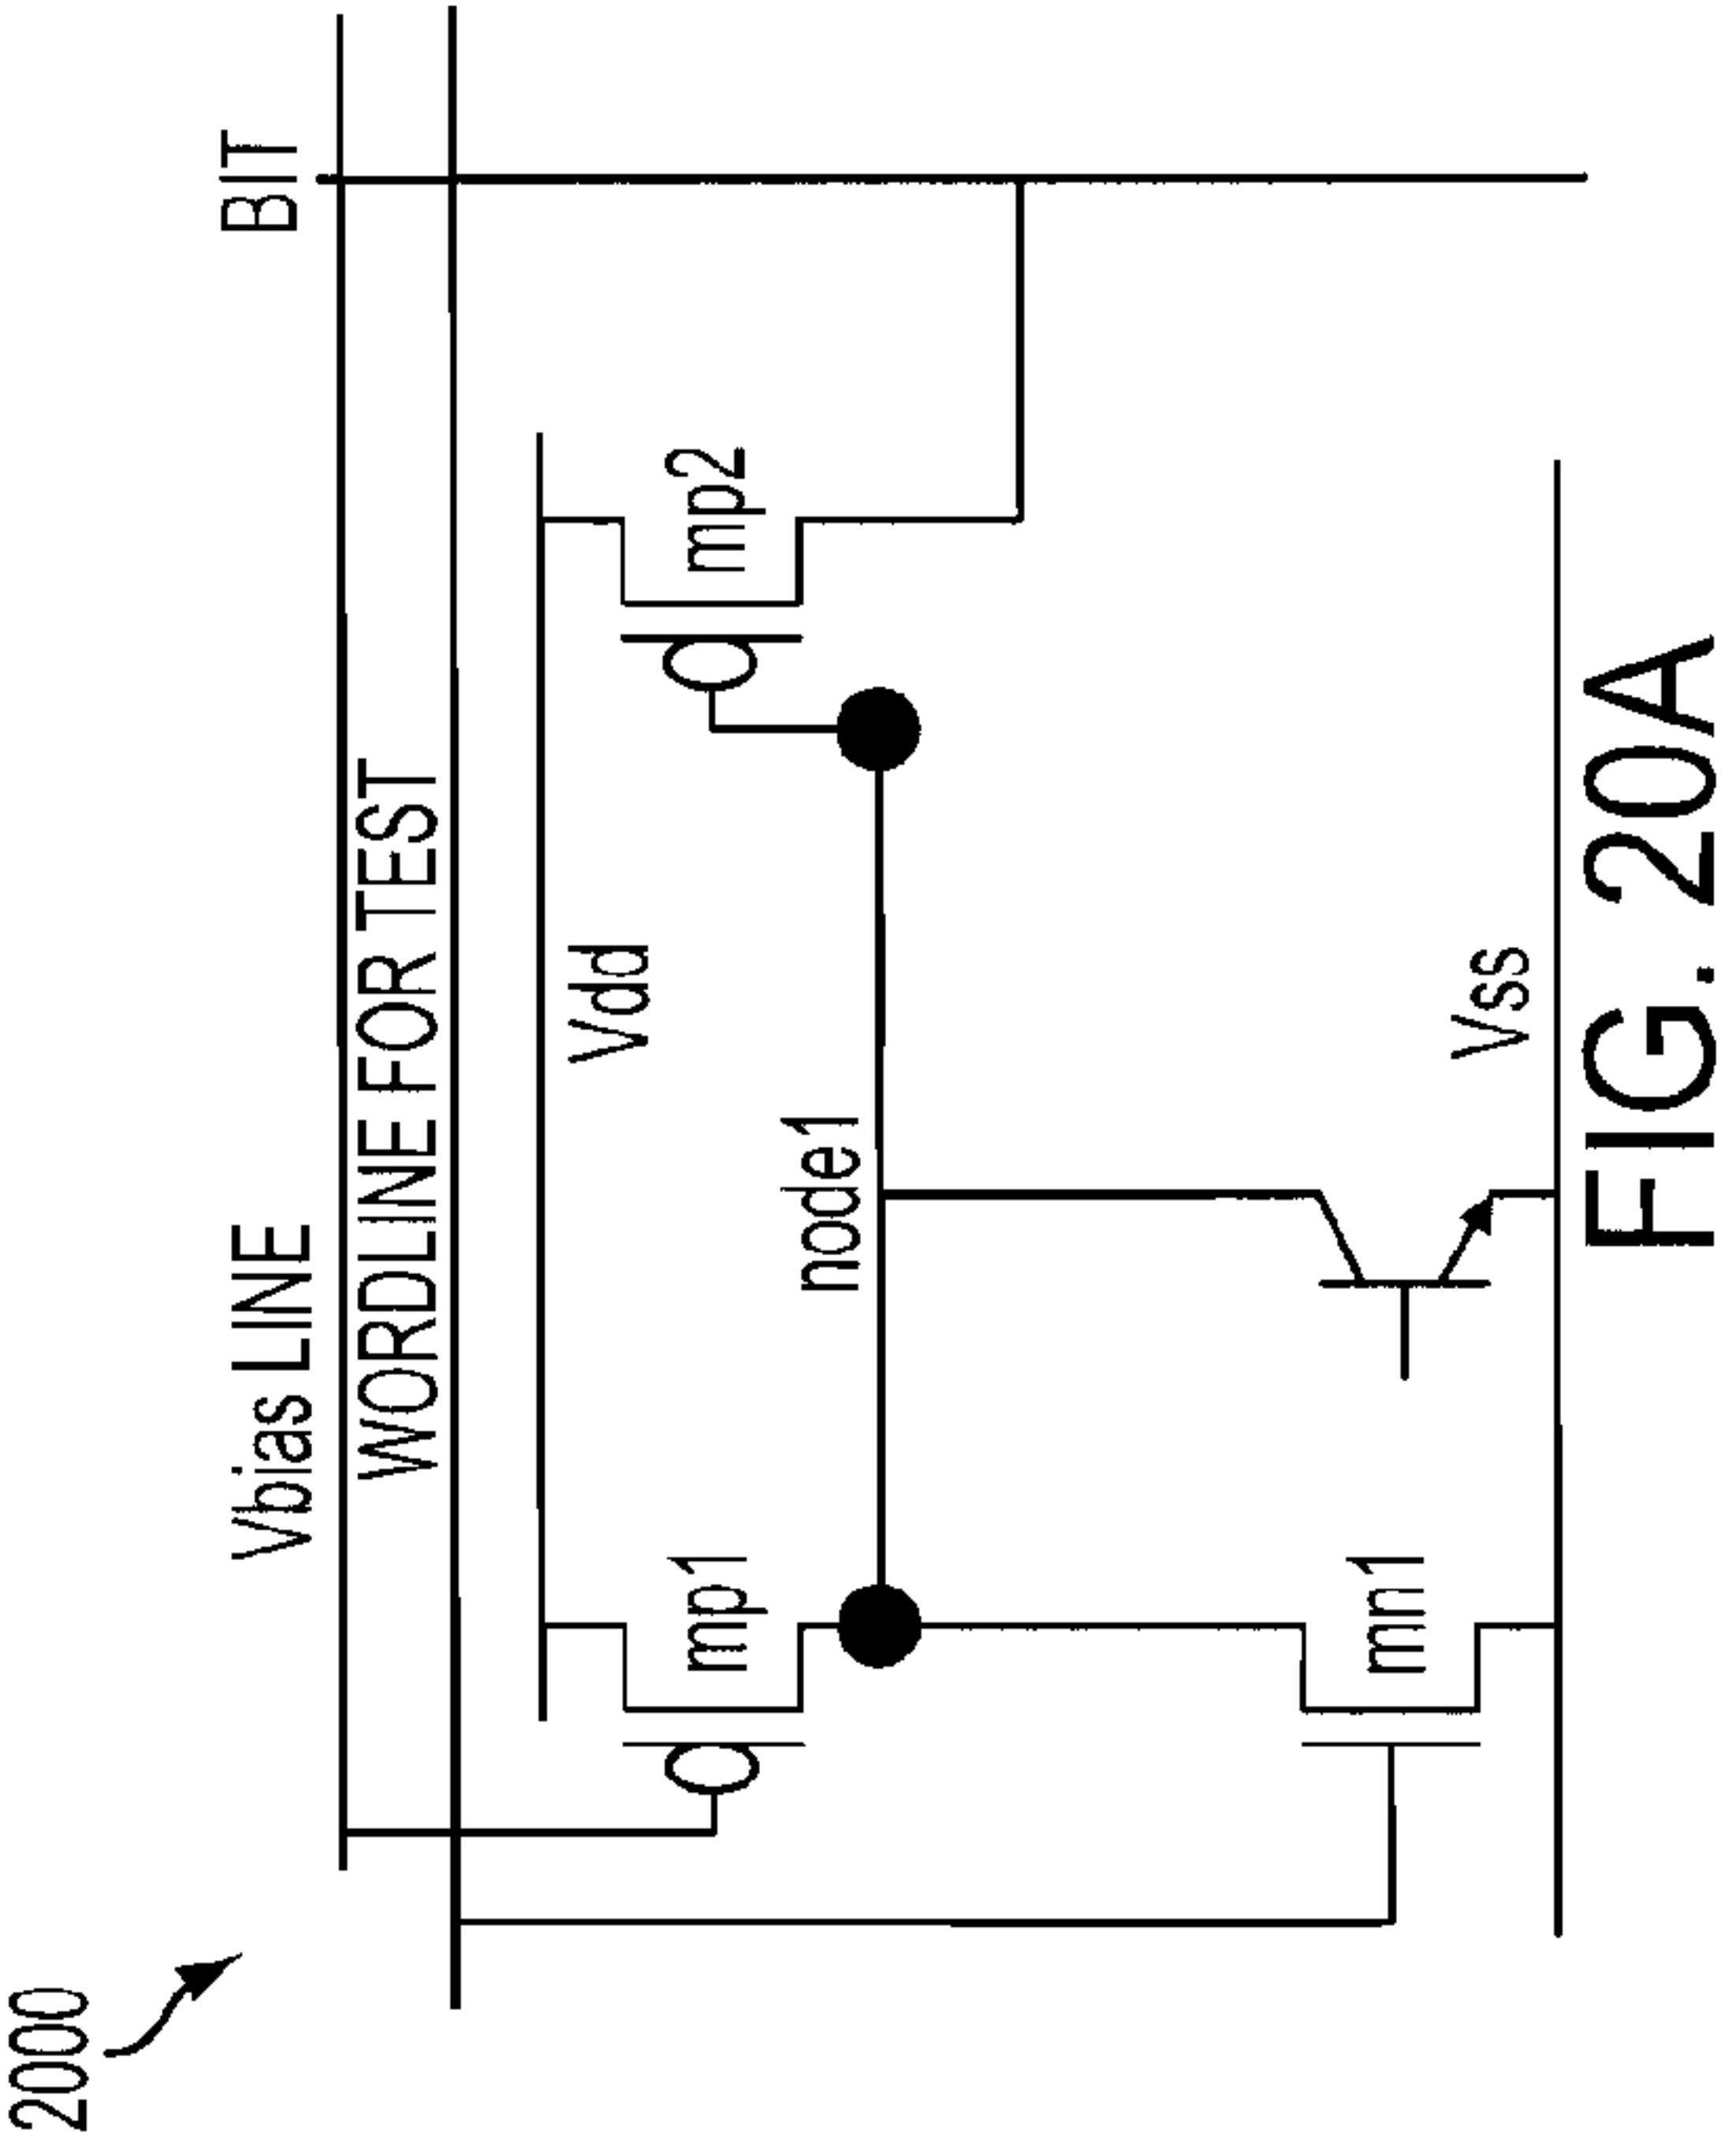 2000
Vbias LINE
BIT
WORDLINE FOR TEST
Vdd
mp1
mp2
node1
mn1
Vss
FIG. 20A